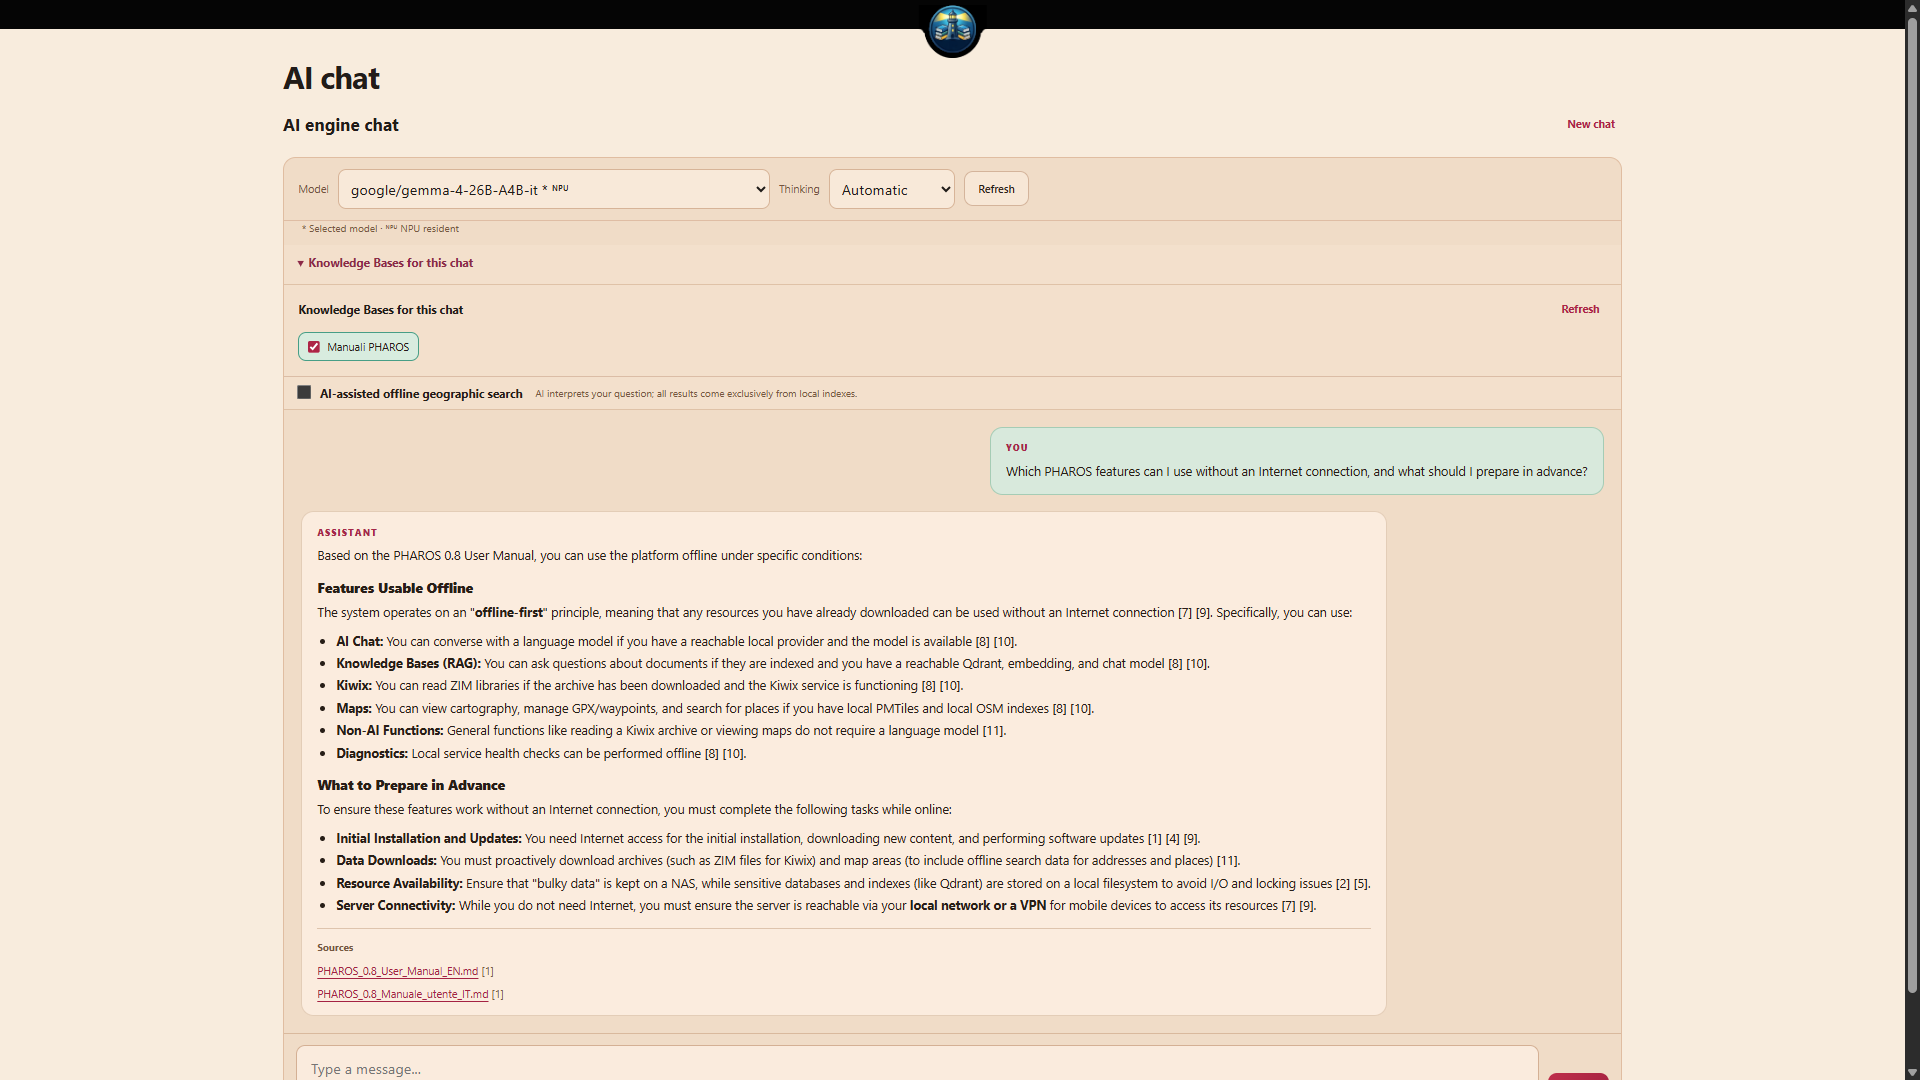 AI chat
AI engine chat
New chat
Model
google/gemma-4-26B-A4B-it * ᴺᴾᵁ
Thinking
Automatic
Refresh
* Selected model · ᴺᴾᵁ NPU resident
▾ Knowledge Bases for this chat
Knowledge Bases for this chat
Refresh
Manuali PHAROS
AI-assisted offline geographic search
AI interprets your question; all results come exclusively from local indexes.
YOU
Which PHAROS features can I use without an Internet connection, and what should I prepare in advance?
ASSISTANT
Based on the PHAROS 0.8 User Manual, you can use the platform offline under specific conditions:
Features Usable Offline
The system operates on an "offline-first" principle, meaning that any resources you have already downloaded can be used without an Internet connection [7] [9]. Specifically, you can use:
• AI Chat: You can converse with a language model if you have a reachable local provider and the model is available [8] [10].
• Knowledge Bases (RAG): You can ask questions about documents if they are indexed and you have a reachable Qdrant, embedding, and chat model [8] [10].
• Kiwix: You can read ZIM libraries if the archive has been downloaded and the Kiwix service is functioning [8] [10].
• Maps: You can view cartography, manage GPX/waypoints, and search for places if you have local PMTiles and local OSM indexes [8] [10].
• Non-AI Functions: General functions like reading a Kiwix archive or viewing maps do not require a language model [11].
• Diagnostics: Local service health checks can be performed offline [8] [10].
What to Prepare in Advance
To ensure these features work without an Internet connection, you must complete the following tasks while online:
• Initial Installation and Updates: You need Internet access for the initial installation, downloading new content, and performing software updates [1] [4] [9].
• Data Downloads: You must proactively download archives (such as ZIM files for Kiwix) and map areas (to include offline search data for addresses and places) [11].
• Resource Availability: Ensure that "bulky data" is kept on a NAS, while sensitive databases and indexes (like Qdrant) are stored on a local filesystem to avoid I/O and locking issues [2] [5].
• Server Connectivity: While you do not need Internet, you must ensure the server is reachable via your local network or a VPN for mobile devices to access its resources [7] [9].
Sources
PHAROS_0.8_User_Manual_EN.md [1]
PHAROS_0.8_Manuale_utente_IT.md [1]
Type a message...